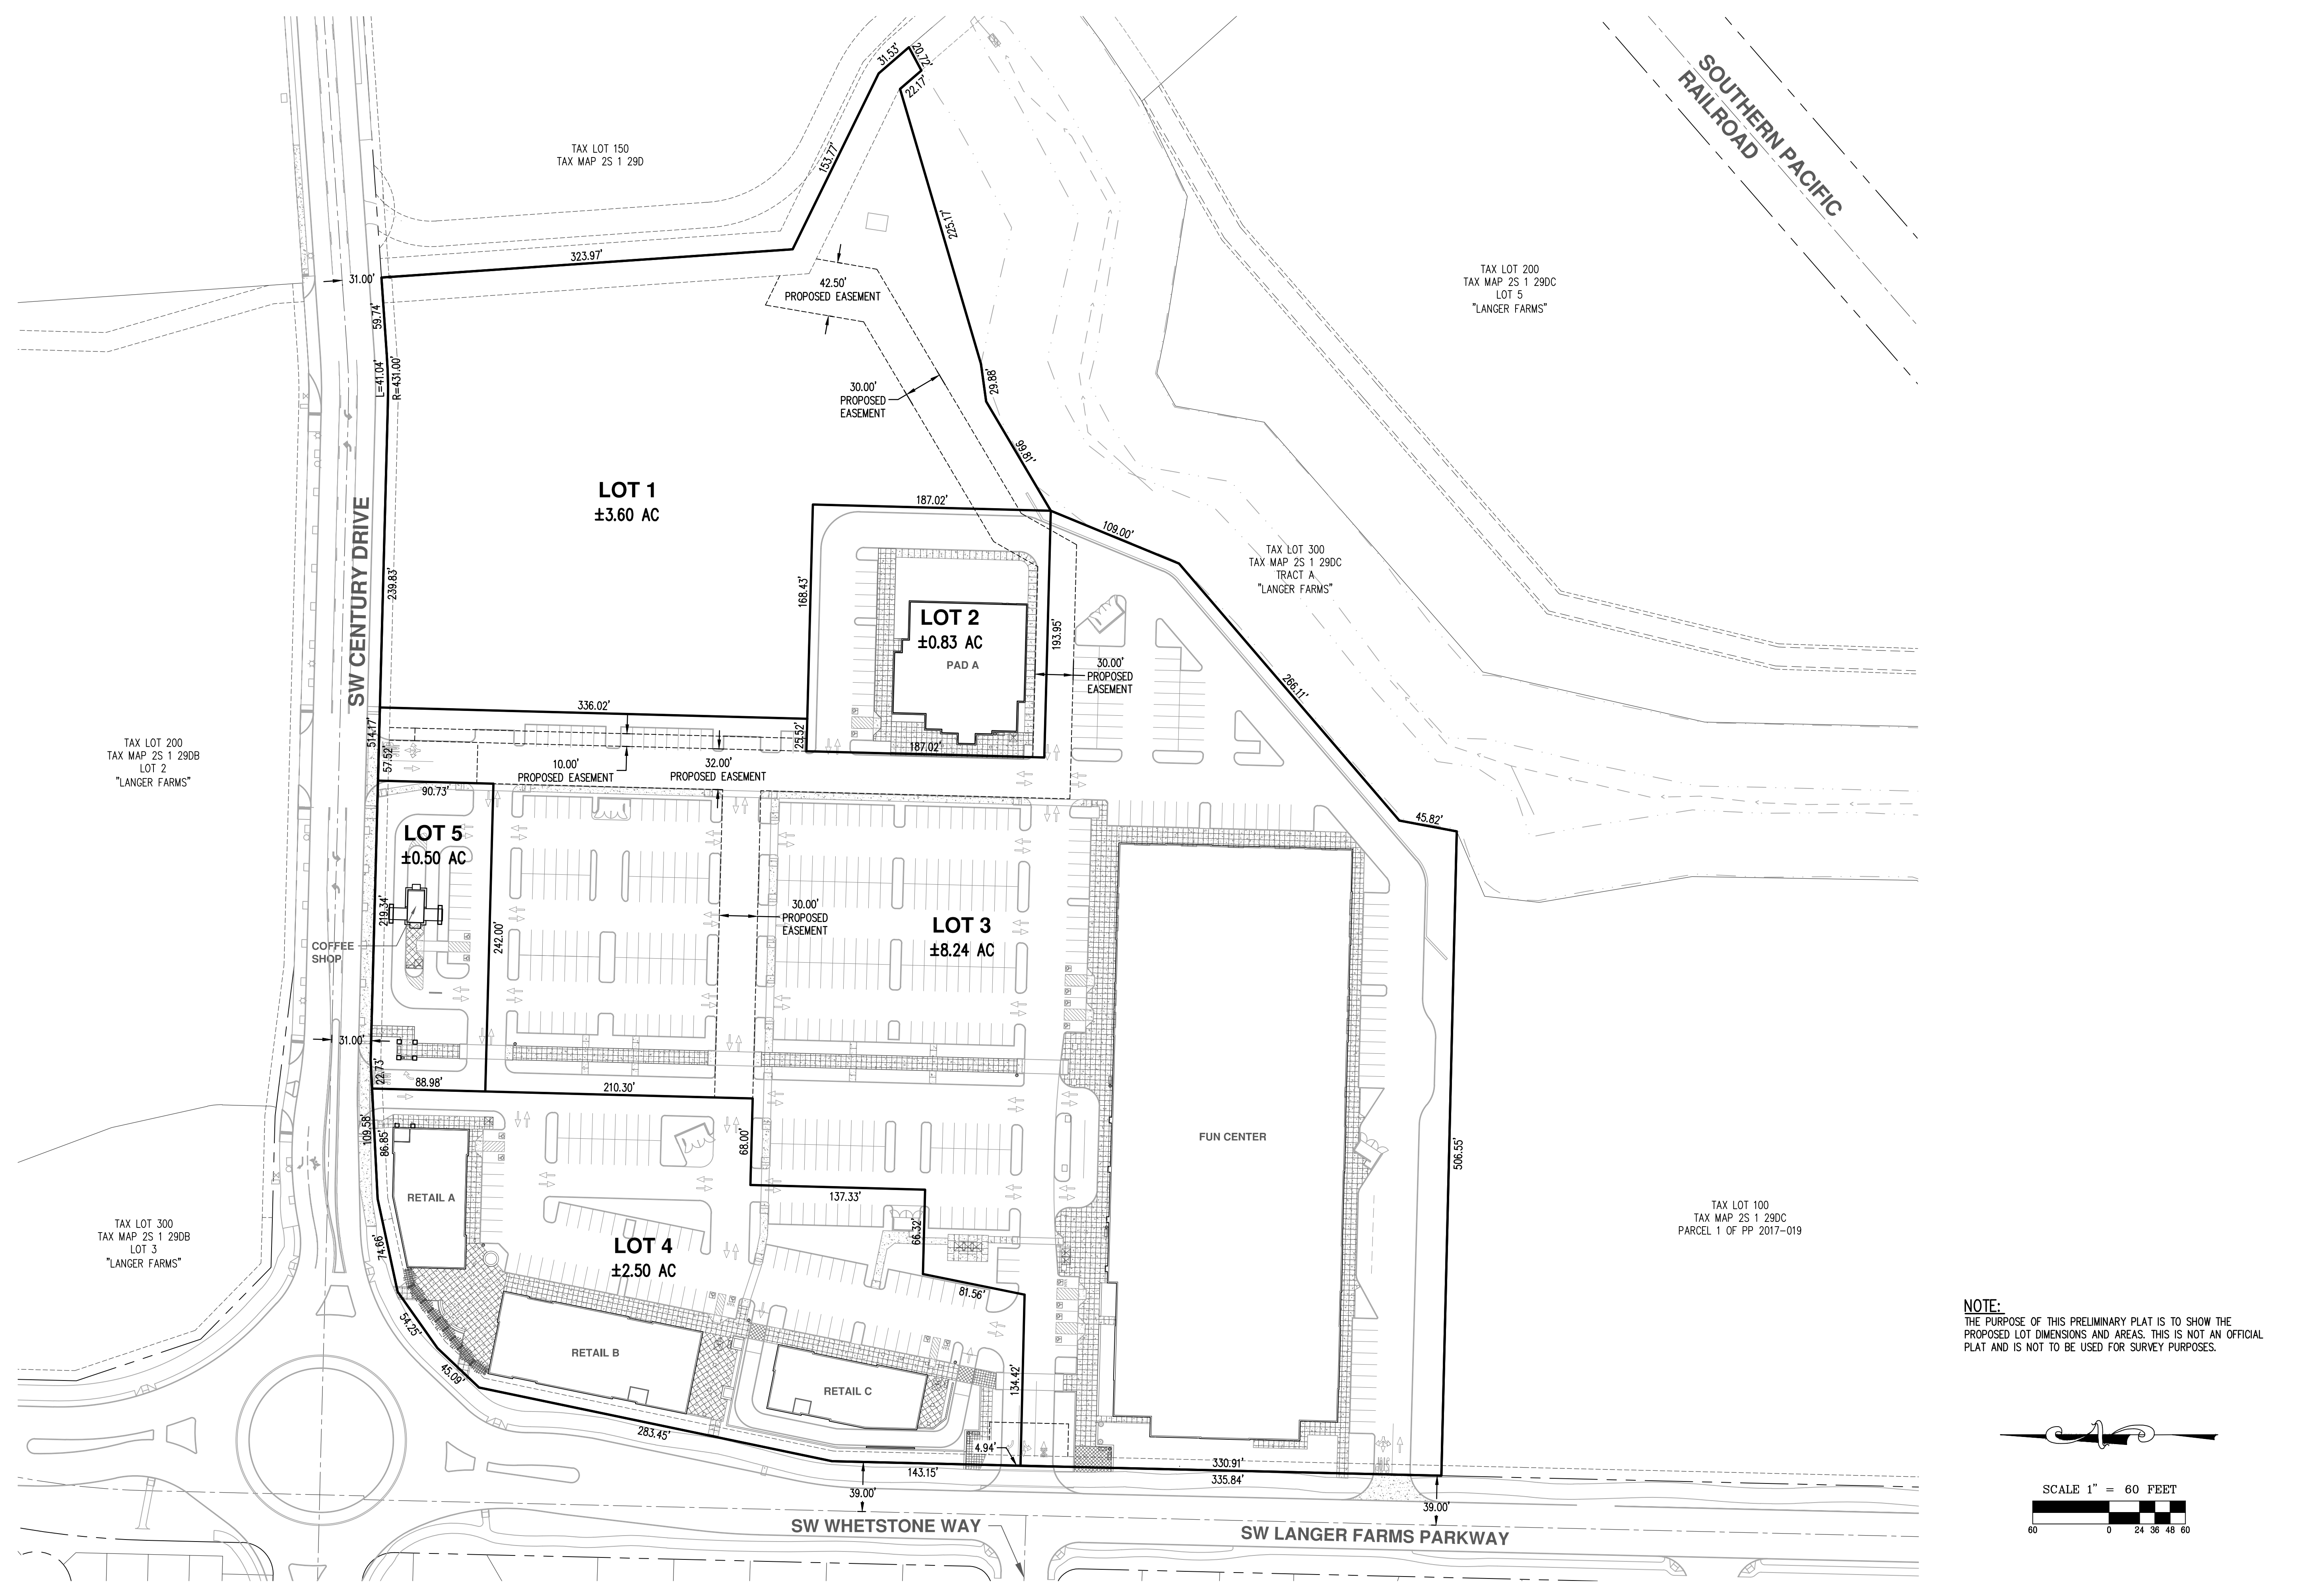 31.53'
20.72'
22.17'
SOUTHERN PACIFIC
RAILROAD
TAX LOT 150
TAX MAP 2S 1 29D
153.77'
225.17'
323.97'
31.00'
59.74'
42.50'
PROPOSED EASEMENT
TAX LOT 200
TAX MAP 2S 1 29DC
LOT 5
"LANGER FARMS"
L=41.04'
R=431.00'
30.00'
PROPOSED
EASEMENT
29.88'
99.81'
LOT 1
±3.60 AC
187.02'
109.00'
SW CENTURY DRIVE
239.83'
168.43'
TAX LOT 300
TAX MAP 2S 1 29DC
TRACT A
"LANGER FARMS"
LOT 2
±0.83 AC
PAD A
193.95'
30.00'
PROPOSED
EASEMENT
266.11'
336.02'
514.17'
57.52'
25.52'
187.02'
10.00'
PROPOSED EASEMENT
32.00'
PROPOSED EASEMENT
TAX LOT 200
TAX MAP 2S 1 29DB
LOT 2
"LANGER FARMS"
90.73'
45.82'
LOT 5
±0.50 AC
219.34'
242.00'
COFFEE
SHOP
30.00'
PROPOSED
EASEMENT
LOT 3
±8.24 AC
31.00'
22.73'
88.98'
210.30'
109.58'
86.85'
68.00'
FUN CENTER
506.55'
RETAIL A
137.33'
66.32'
TAX LOT 100
TAX MAP 2S 1 29DC
PARCEL 1 OF PP 2017-019
TAX LOT 300
TAX MAP 2S 1 29DB
LOT 3
"LANGER FARMS"
74.66'
LOT 4
±2.50 AC
81.56'
54.25'
RETAIL B
45.09'
RETAIL C
134.42'
283.45'
4.94'
143.15'
330.91'
335.84'
39.00'
39.00'
SW WHETSTONE WAY
SW LANGER FARMS PARKWAY
NOTE:
THE PURPOSE OF THIS PRELIMINARY PLAT IS TO SHOW THE
PROPOSED LOT DIMENSIONS AND AREAS. THIS IS NOT AN OFFICIAL
PLAT AND IS NOT TO BE USED FOR SURVEY PURPOSES.
N
SCALE 1" = 60 FEET
60 0 24 36 48 60